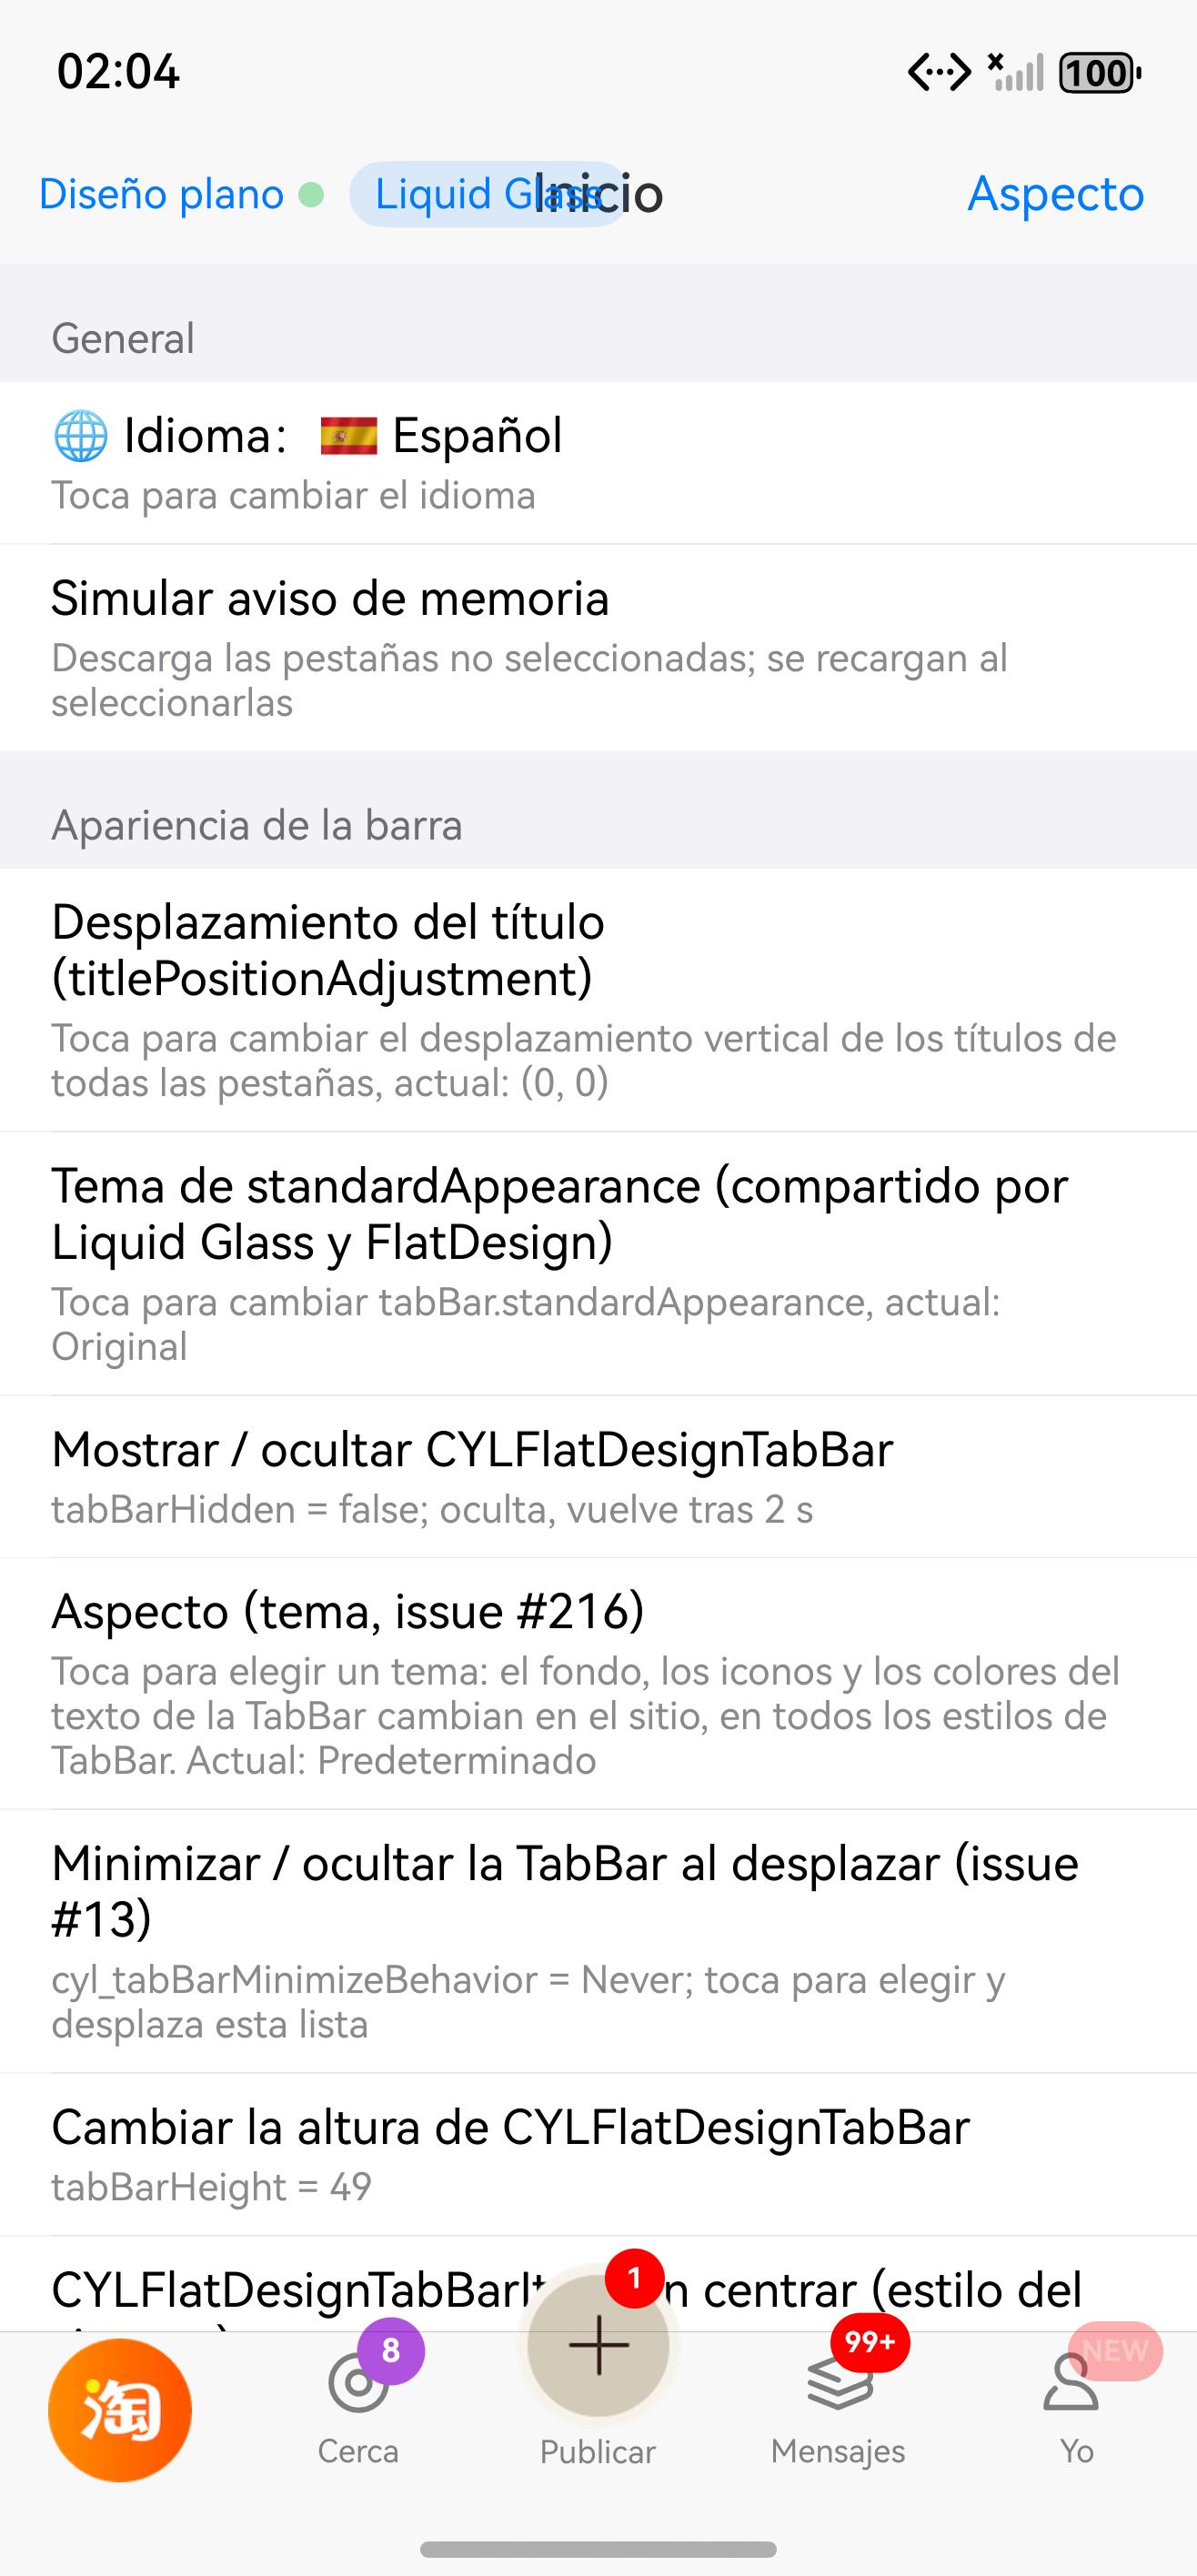 02:04
100
Diseño plano
Liquid Glass
Inicio
Aspecto
General
Idioma: Español
Toca para cambiar el idioma
Simular aviso de memoria
Descarga las pestañas no seleccionadas; se recargan al
seleccionarlas
Apariencia de la barra
Desplazamiento del título
(titlePositionAdjustment)
Toca para cambiar el desplazamiento vertical de los títulos de
todas las pestañas, actual: (0, 0)
Tema de standardAppearance (compartido por
Liquid Glass y FlatDesign)
Toca para cambiar tabBar.standardAppearance, actual:
Original
Mostrar / ocultar CYLFlatDesignTabBar
tabBarHidden = false; oculta, vuelve tras 2 s
Aspecto (tema, issue #216)
Toca para elegir un tema: el fondo, los iconos y los colores del
texto de la TabBar cambian en el sitio, en todos los estilos de
TabBar. Actual: Predeterminado
Minimizar / ocultar la TabBar al desplazar (issue
#13)
cyl_tabBarMinimizeBehavior = Never; toca para elegir y
desplaza esta lista
Cambiar la altura de CYLFlatDesignTabBar
tabBarHeight = 49
centrar (estilo del
1
8
99+
NEW
淘
Cerca
Publicar
Mensajes
Yo